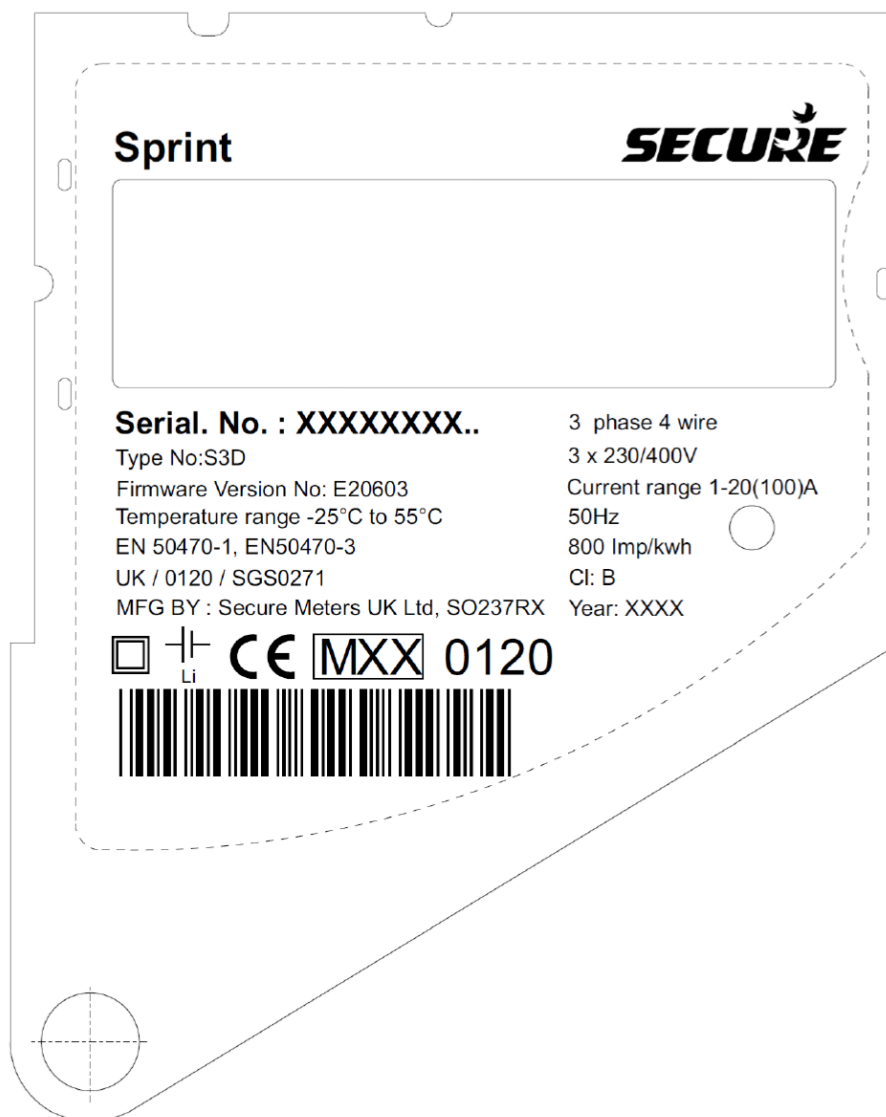 Sprint
SECURE
Serial. No. : XXXXXXXX..
Type No:S3D
Firmware Version No: E20603
Temperature range -25°C to 55°C
EN 50470-1, EN50470-3
UK / 0120 / SGS0271
MFG BY : Secure Meters UK Ltd, SO237RX
3 phase 4 wire
3 x 230/400V
Current range 1-20(100)A
50Hz
800 Imp/kwh
Cl: B
Year: XXXX
Li
CE MXX 0120